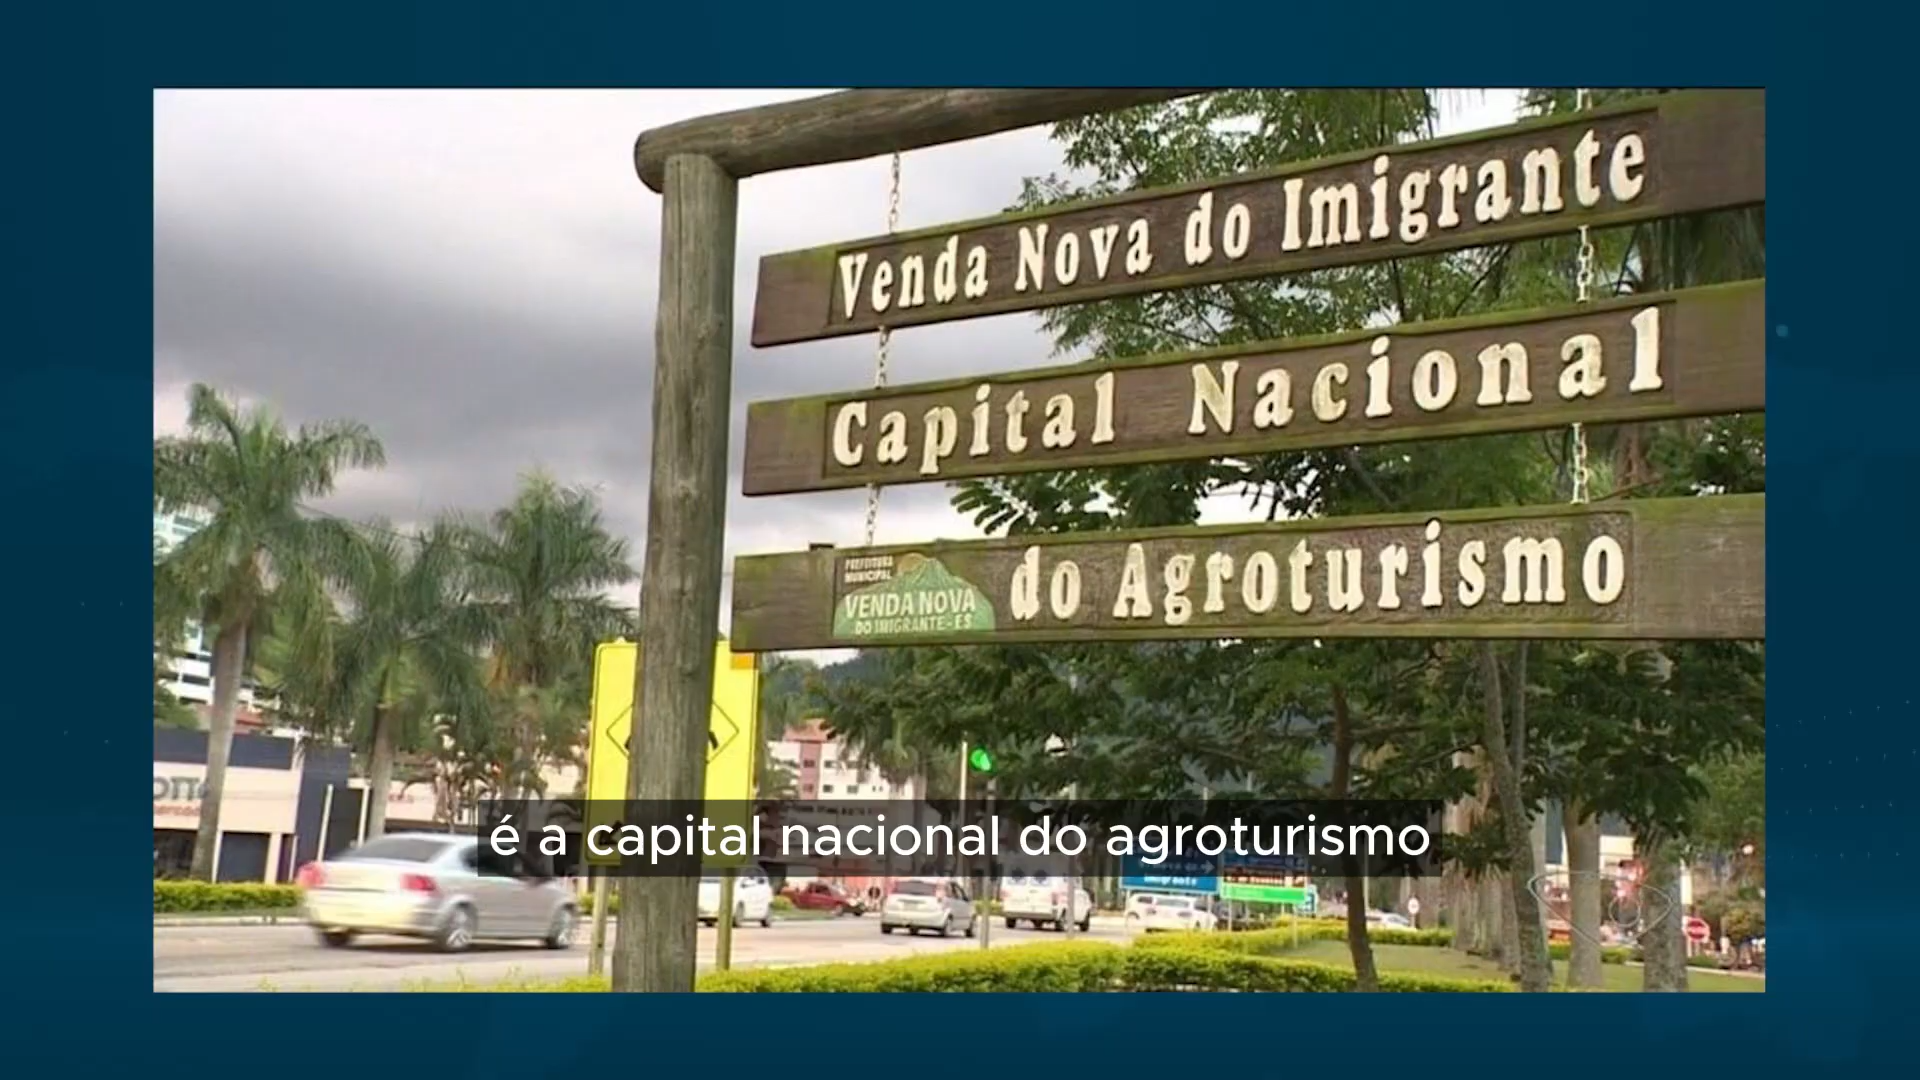 Venda Nova do Imigrante
Capital Nacional
do Agroturismo
PREFEITURA
MUNICIPAL
VENDA NOVA
DO IMIGRANTE-ES
é a capital nacional do agroturismo